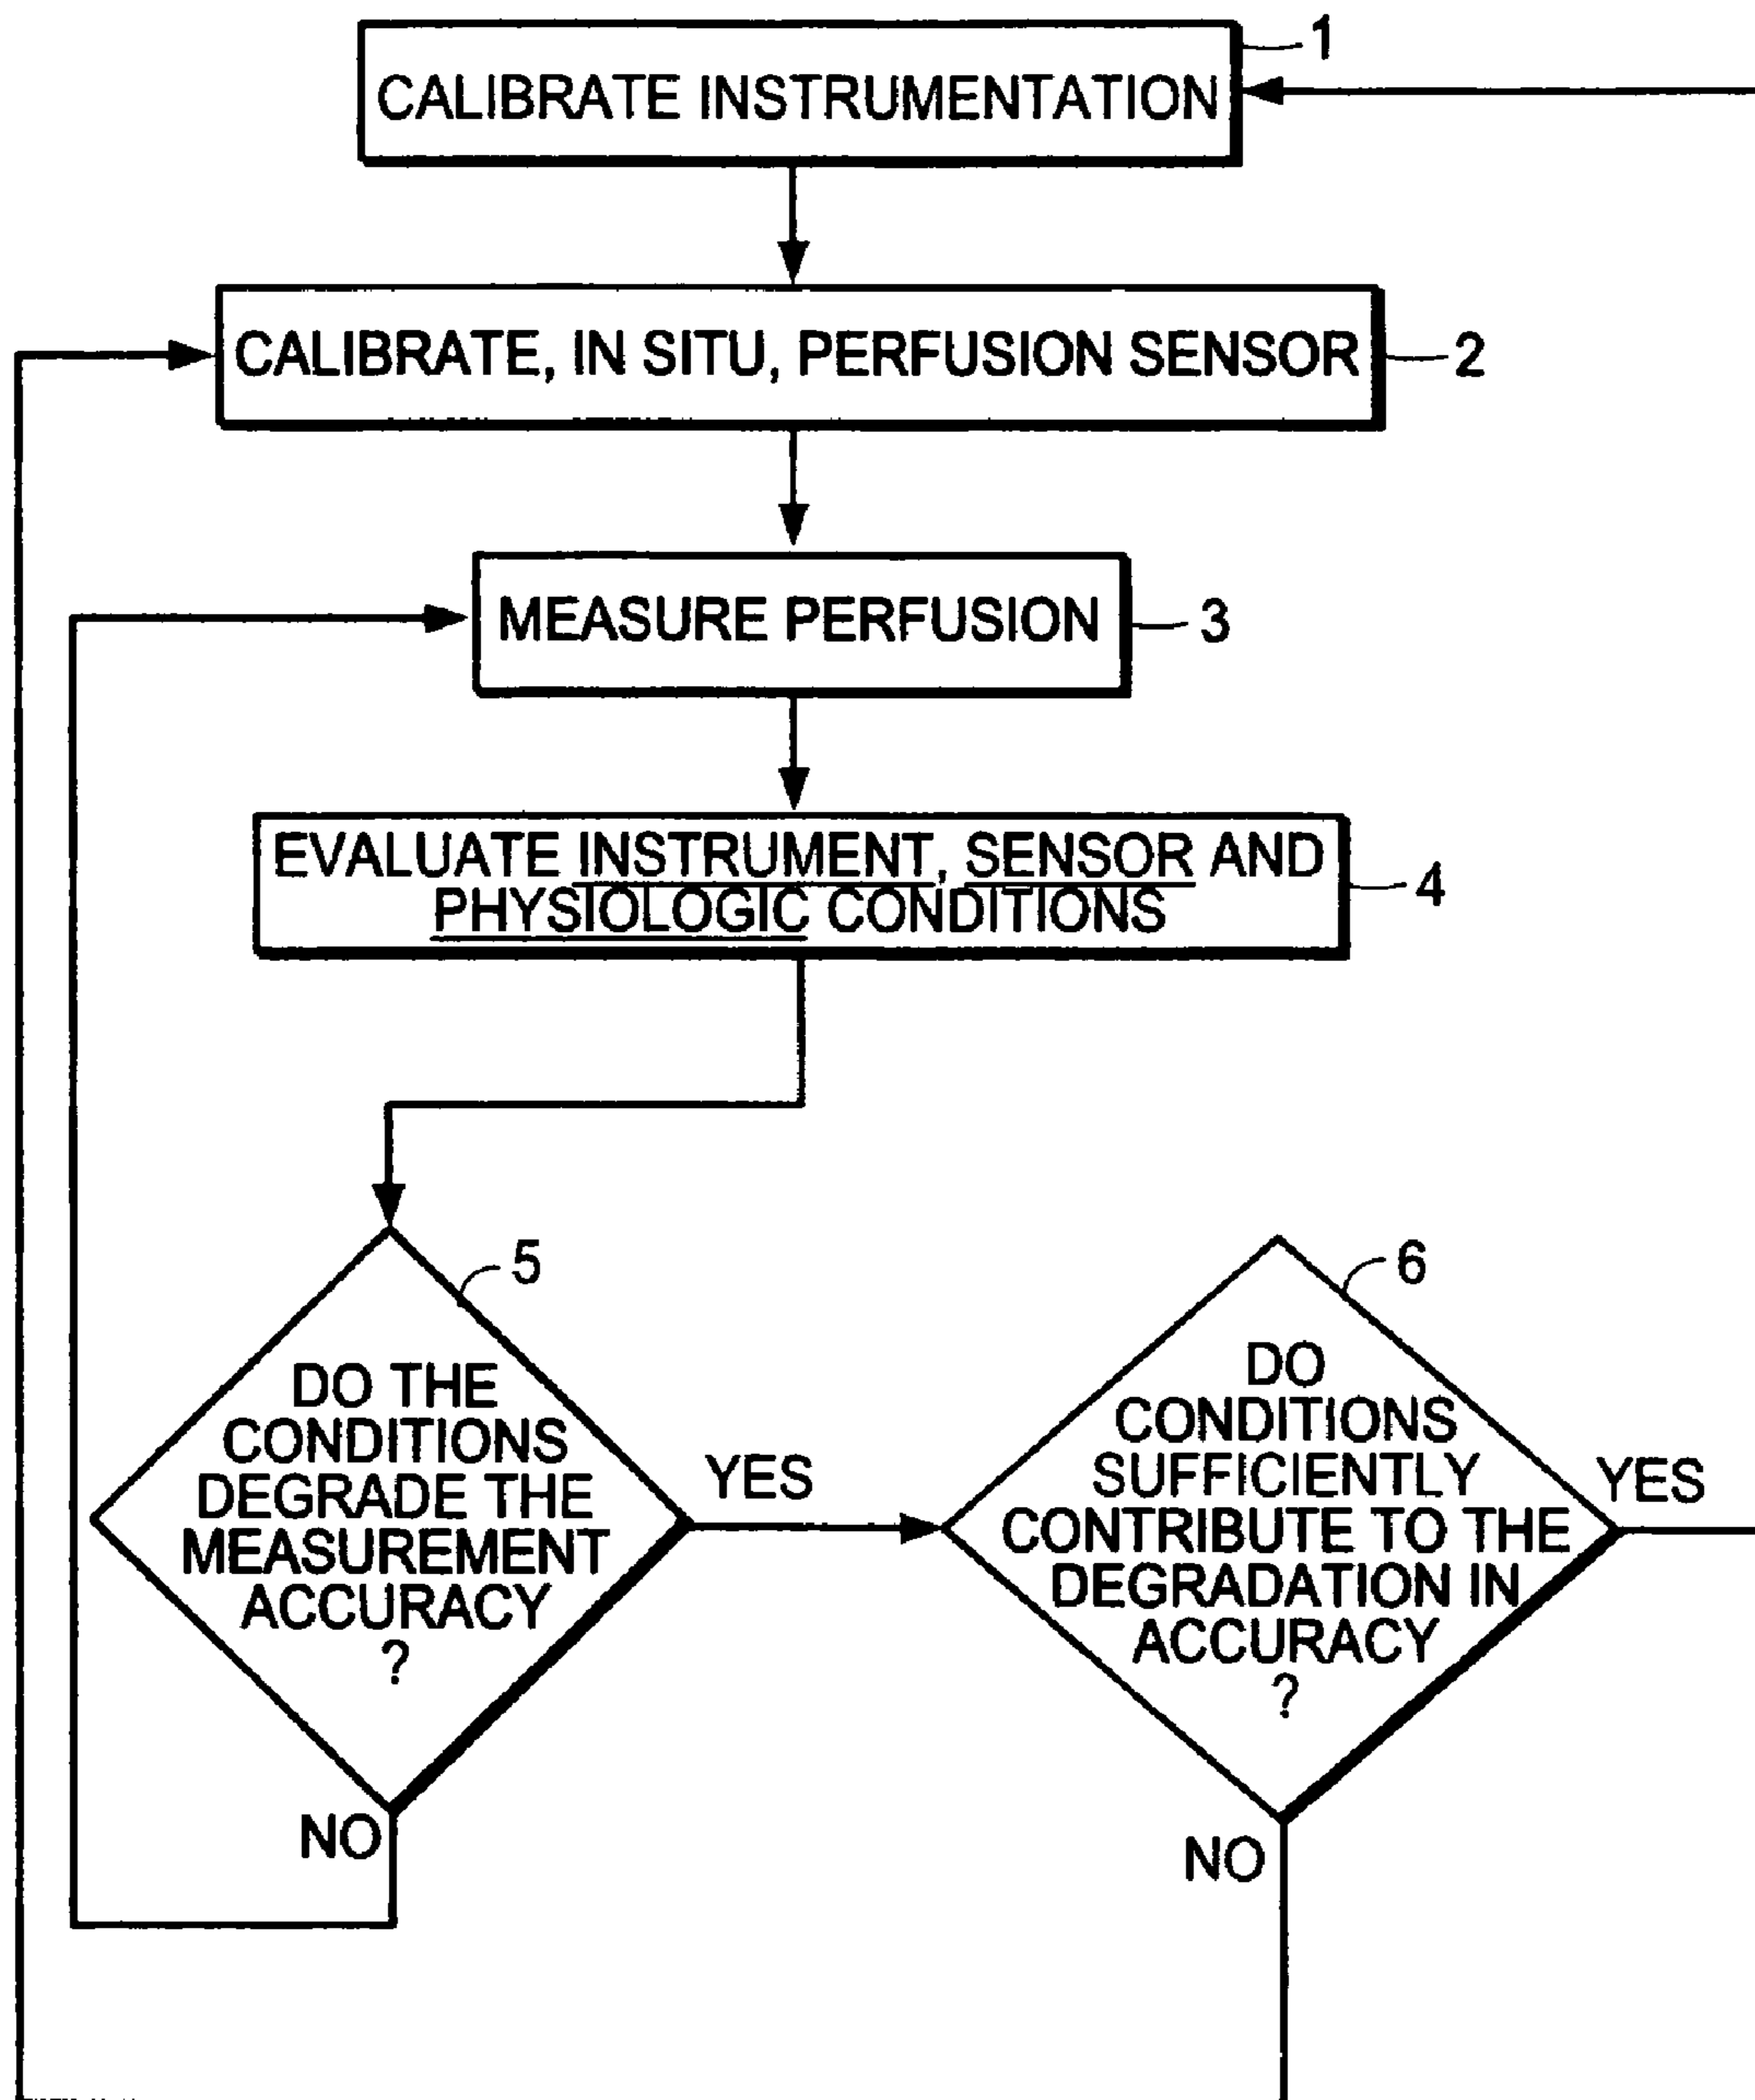 1
CALIBRATE INSTRUMENTATION
CALIBRATE, IN SITU, PERFUSION SENSOR
2
MEASURE PERFUSION
3
EVALUATE INSTRUMENT, SENSOR AND
PHYSIOLOGIC CONDITIONS
4
5
DO THE
CONDITIONS
DEGRADE THE
MEASUREMENT
ACCURACY
?
YES
NO
6
DO
CONDITIONS
SUFFICIENTLY
CONTRIBUTE TO THE
DEGRADATION IN
ACCURACY
?
YES
NO